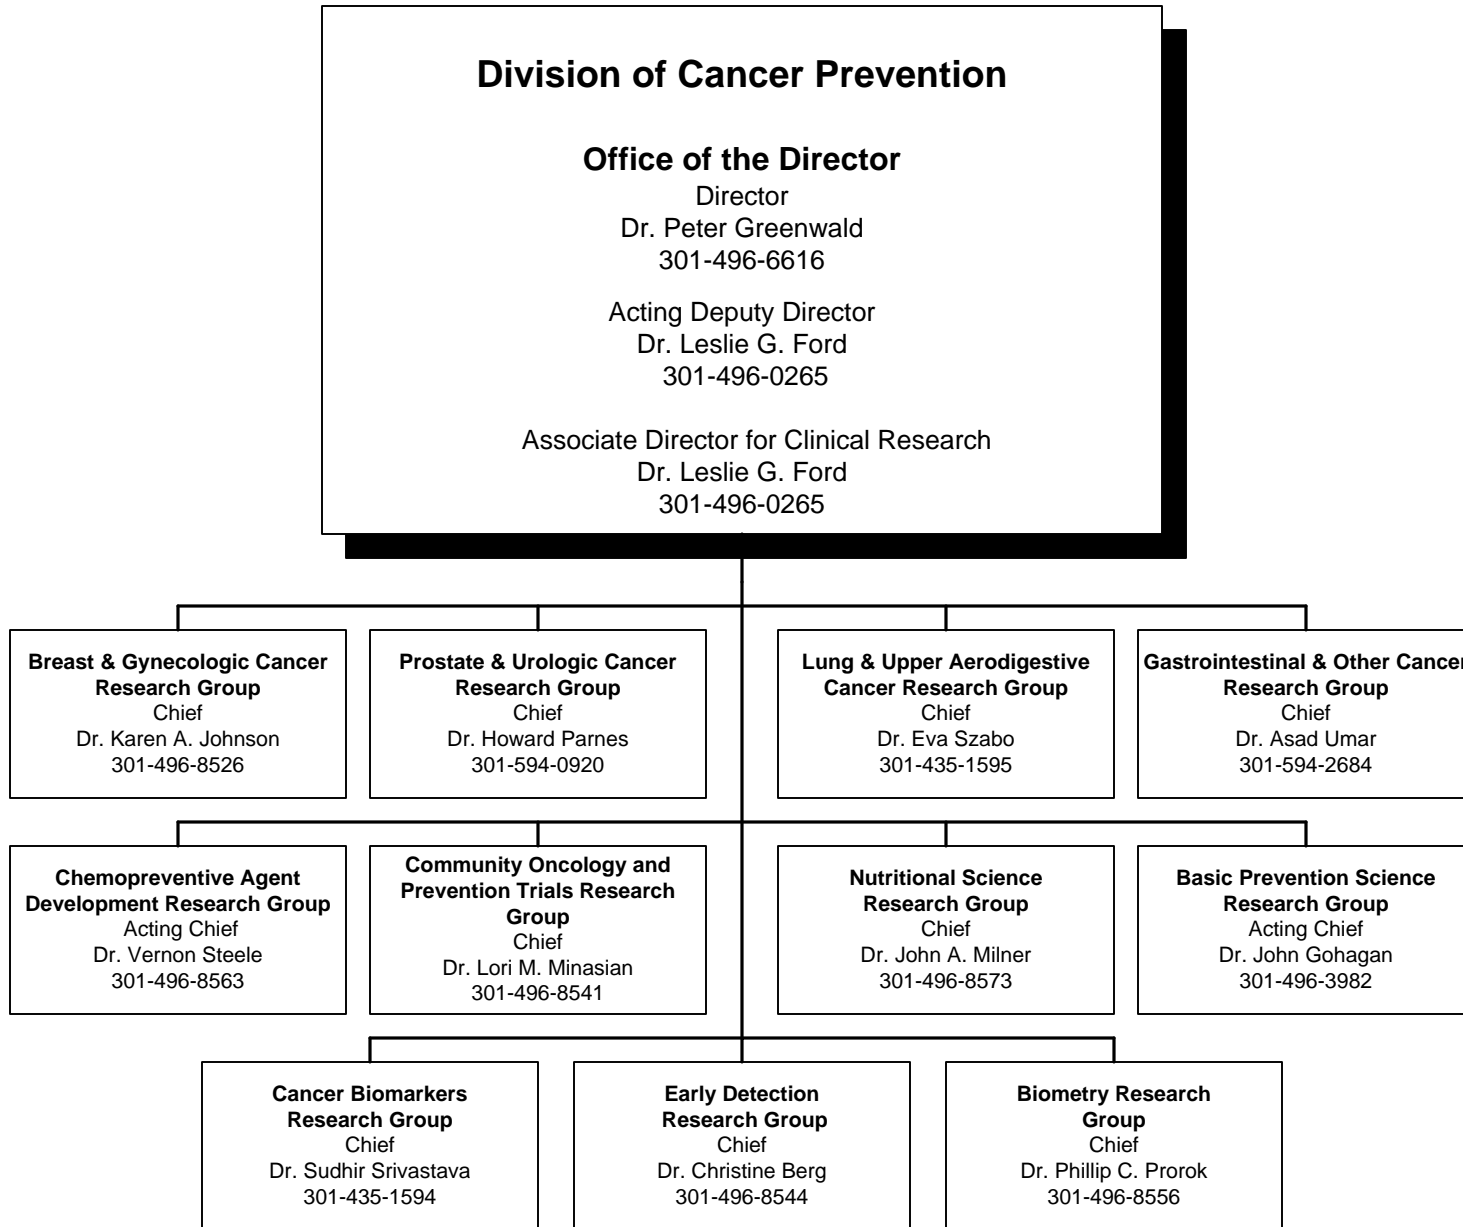 Division of Cancer Prevention
Office of the Director
Director
Dr. Peter Greenwald
301-496-6616
Acting Deputy Director
Dr. Leslie G. Ford
301-496-0265
Associate Director for Clinical Research
Dr. Leslie G. Ford
301-496-0265
Breast & Gynecologic Cancer
Research Group
Chief
Dr. Karen A. Johnson
301-496-8526
Prostate & Urologic Cancer
Research Group
Chief
Dr. Howard Parnes
301-594-0920
Lung & Upper Aerodigestive
Cancer Research Group
Chief
Dr. Eva Szabo
301-435-1595
Gastrointestinal & Other Cancer
Research Group
Chief
Dr. Asad Umar
301-594-2684
Chemopreventive Agent
Development Research Group
Acting Chief
Dr. Vernon Steele
301-496-8563
Community Oncology and
Prevention Trials Research
Group
Chief
Dr. Lori M. Minasian
301-496-8541
Nutritional Science
Research Group
Chief
Dr. John A. Milner
301-496-8573
Basic Prevention Science
Research Group
Acting Chief
Dr. John Gohagan
301-496-3982
Cancer Biomarkers
Research Group
Chief
Dr. Sudhir Srivastava
301-435-1594
Early Detection
Research Group
Chief
Dr. Christine Berg
301-496-8544
Biometry Research
Group
Chief
Dr. Phillip C. Prorok
301-496-8556